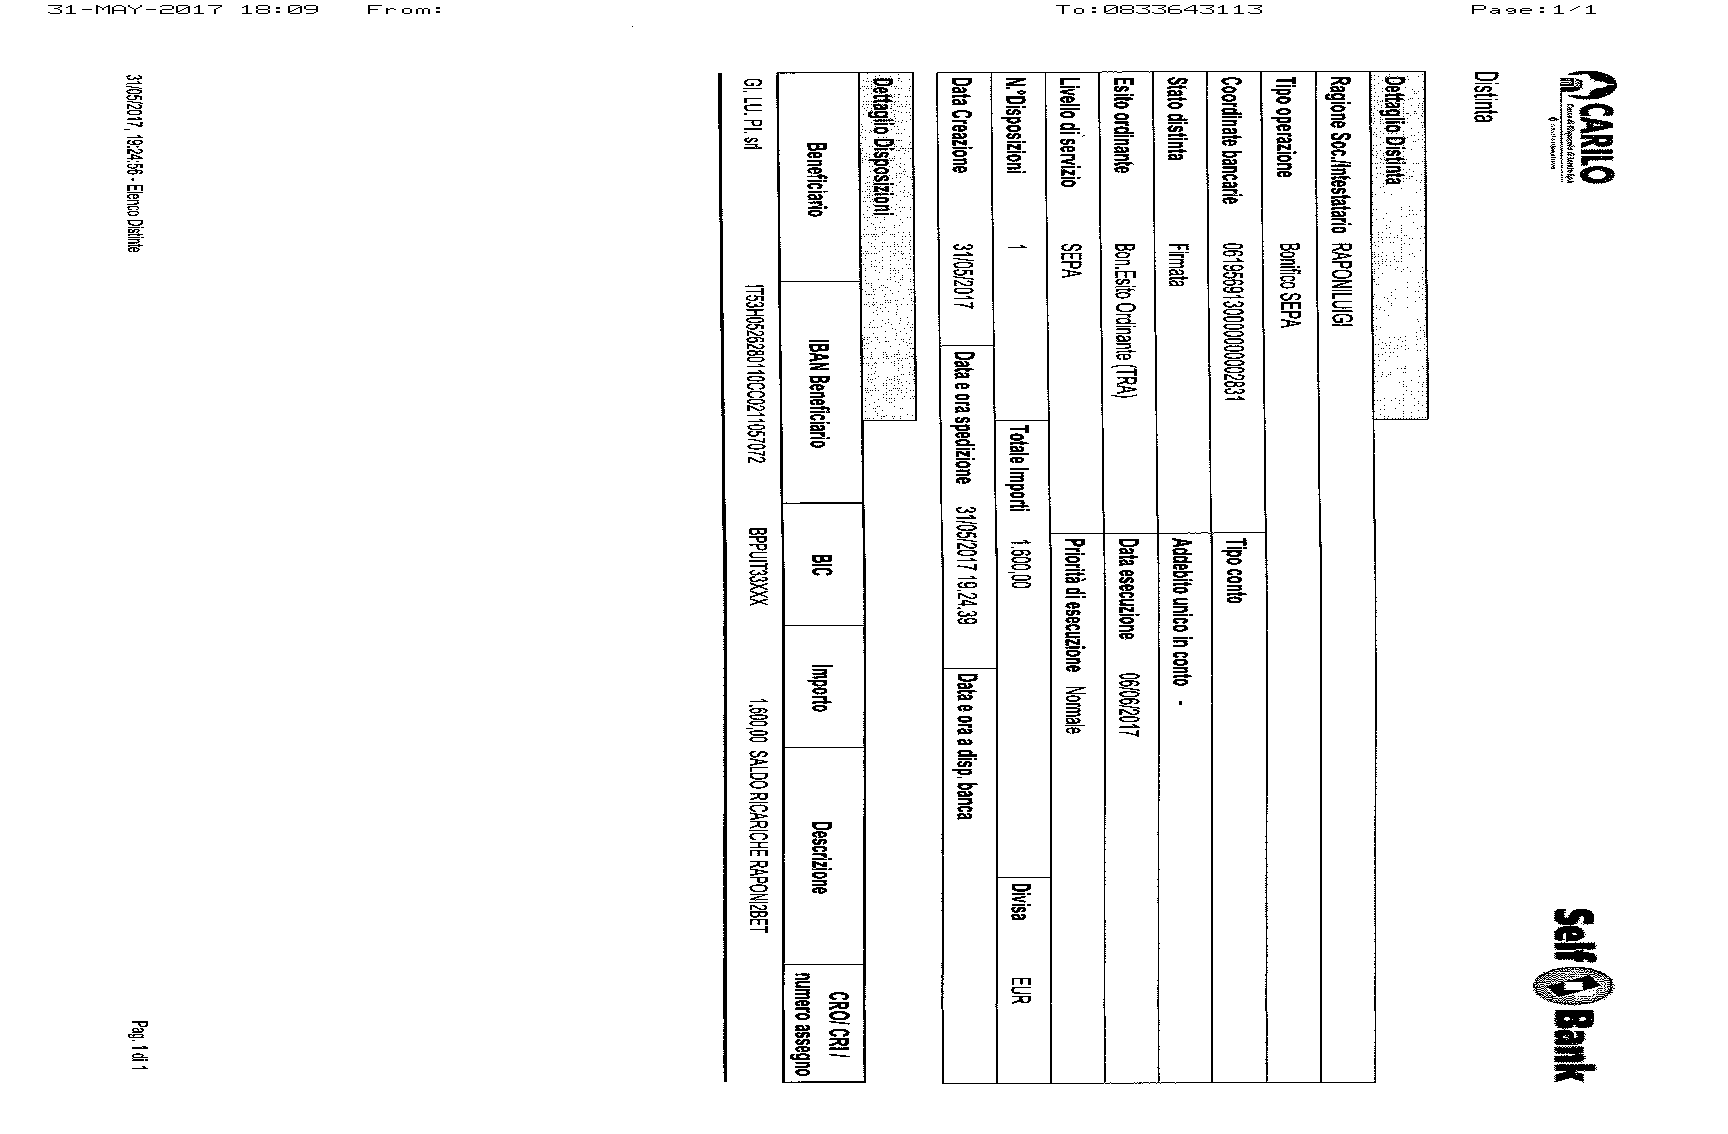 31-MAY-2017 18:09 From: To:0833643113 Page:1/1
CARILO
Self Bank
Distinta
Dettaglio Distinta
Ragione Soc./Intestatario RAPONILUIGI
Tipo operazione Bonifico SEPA
Coordinate bancarie 06195691300000000002831 Tipo conto
Stato distinta Firmata Addebito unico in conto -
Esito ordinante Bon.Esito Ordinante (TRA) Data esecuzione 06/06/2017
Livello di servizio SEPA Priorità di esecuzione Normale
N.°Disposizioni 1 Totale Importi 1.600,00 Divisa EUR
Data Creazione 31/05/2017 Data e ora spedizione 31/05/2017 19.24.39 Data e ora a disp. banca
Dettaglio Disposizioni
Beneficiario IBAN Beneficiario BIC Importo Descrizione CRO/ CRI / numero assegno
GI. LU. PI. srl IT53H0526280110CC0211057072 BPPUIT33XXX 1.600,00 SALDO RICARICHE RAPONI2BET
31/05/2017, 19:24:56 - Elenco Distinte Pag. 1 di 1